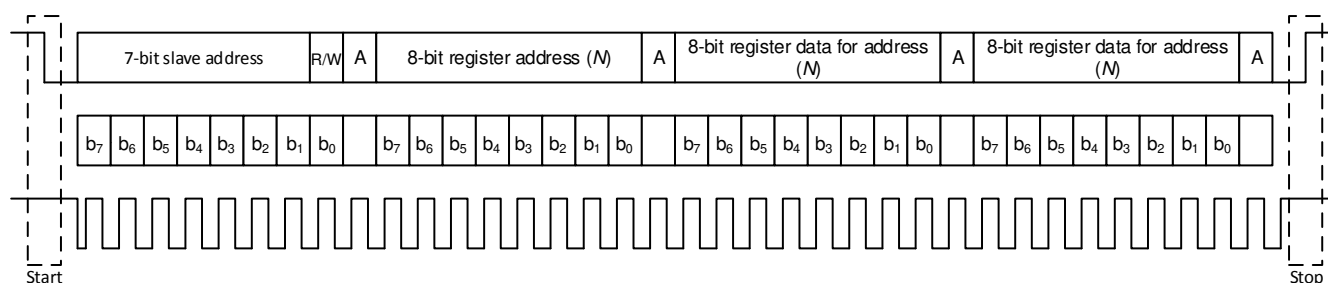 7-bit slave address R/W A 8-bit register address (N) A 8-bit register data for address A 8-bit register data for address A
(N) (N)
b7 b6 b5 b4 b3 b2 b1 b0 b7 b6 b5 b4 b3 b2 b1 b0 b7 b6 b5 b4 b3 b2 b1 b0 b7 b6 b5 b4 b3 b2 b1 b0
Start Stop